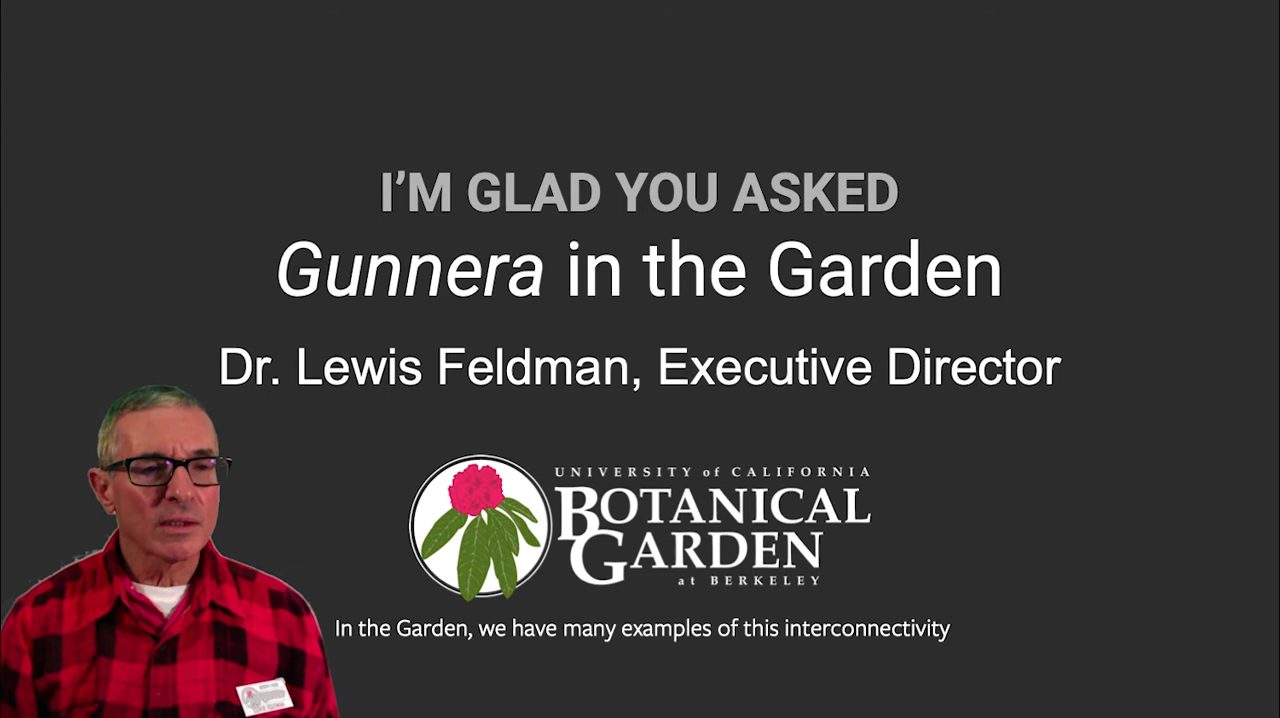 I'M GLAD YOU ASKED
Gunnera in the Garden
Dr. Lewis Feldman, Executive Director
UNIVERSITY of CALIFORNIA
BOTANICAL
GARDEN
at BERKELEY
In the Garden, we have many examples of this interconnectivity